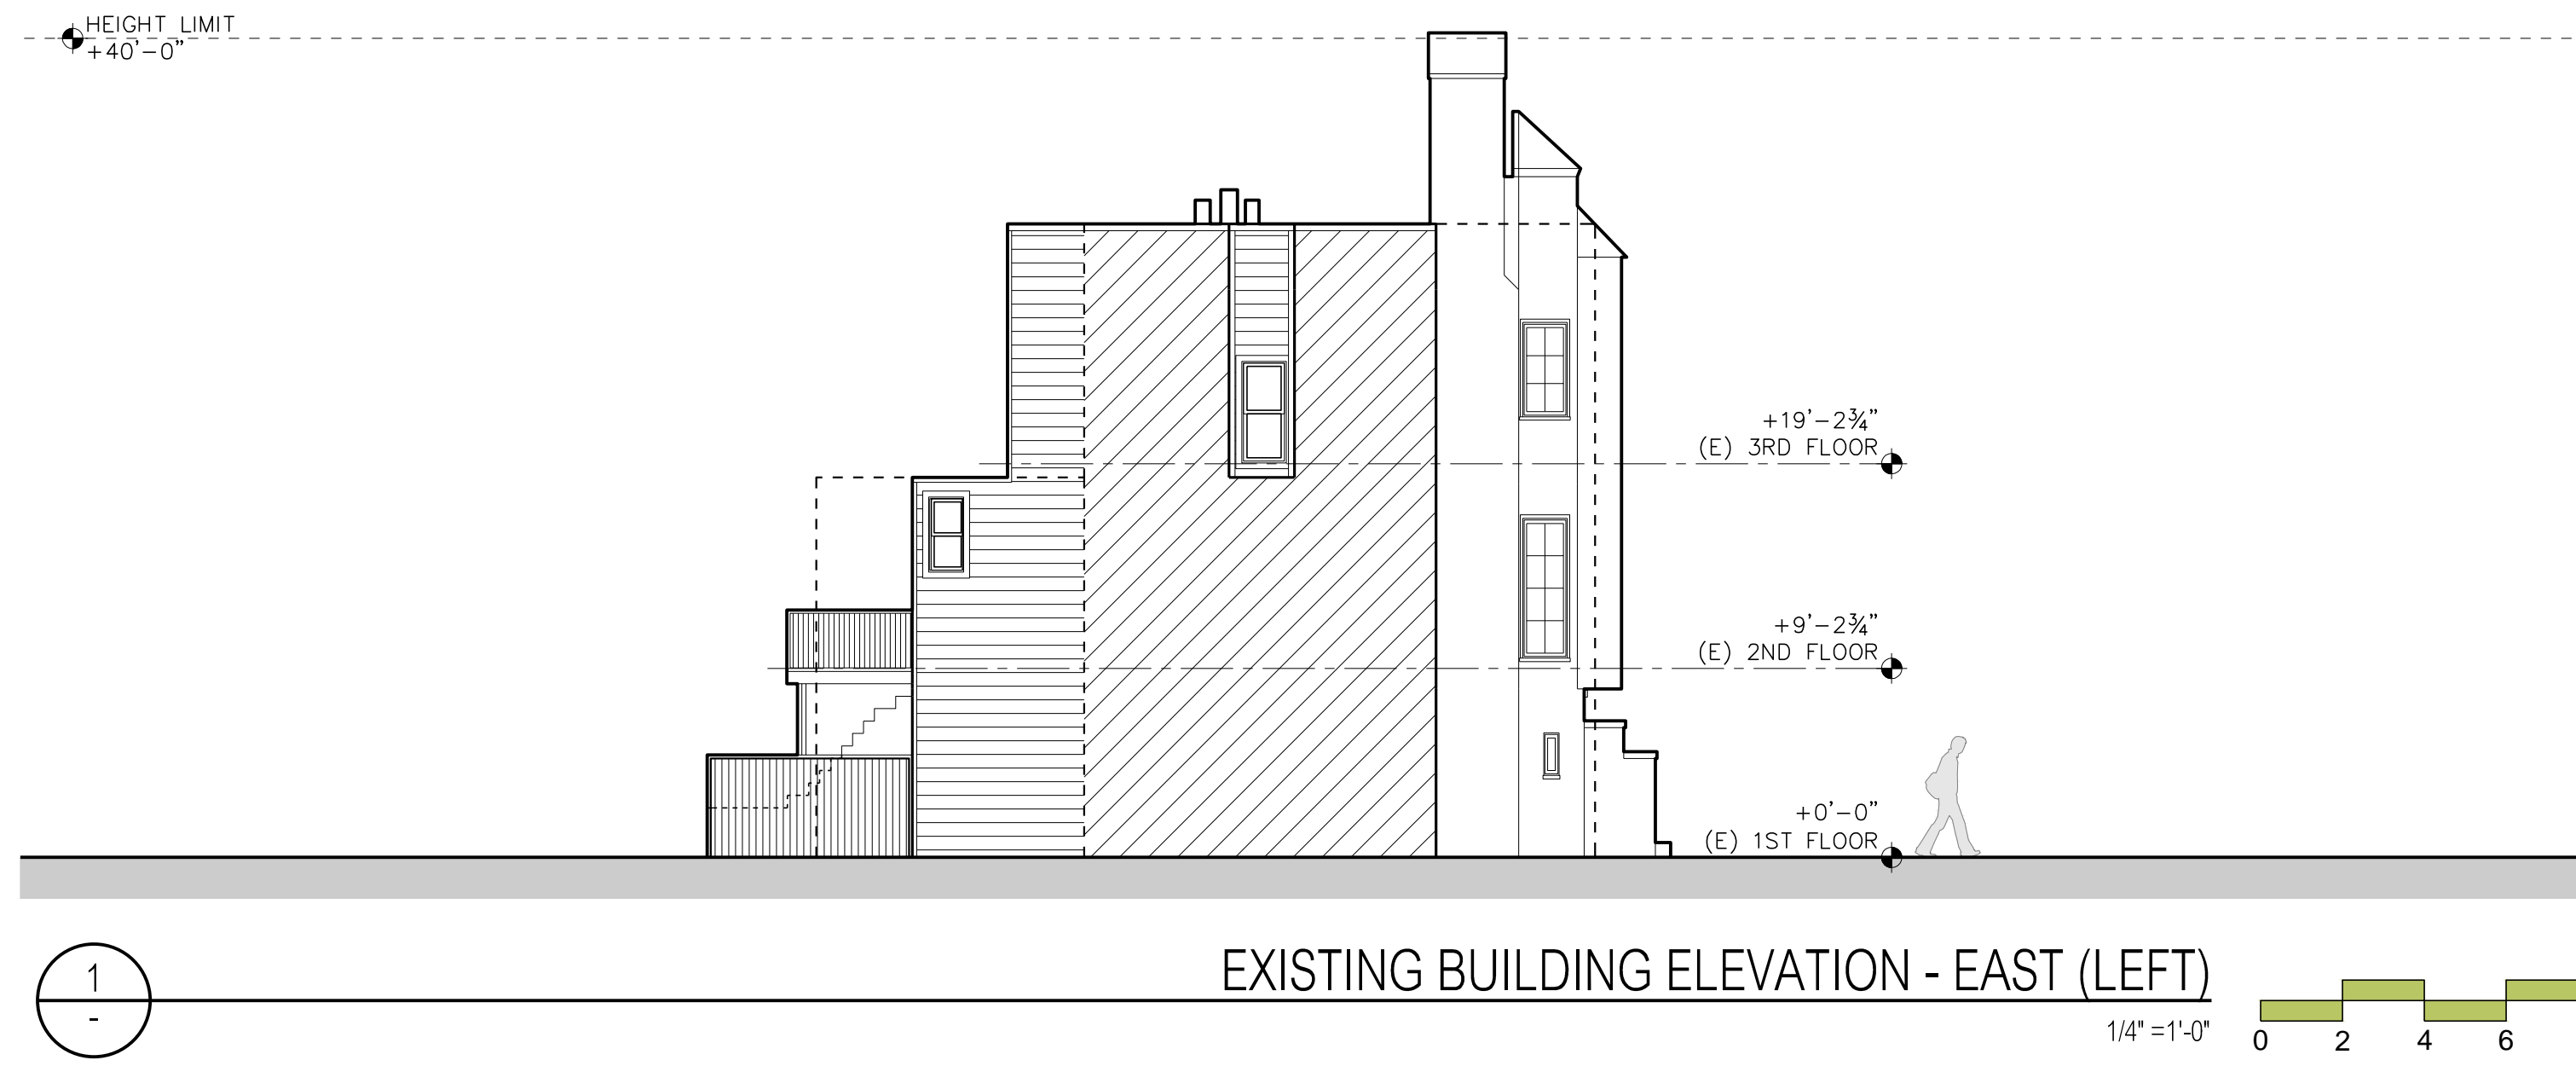 HEIGHT LIMIT
+40'-0"
+19'-2¾"
(E) 3RD FLOOR
+9'-2¾"
(E) 2ND FLOOR
+0'-0"
(E) 1ST FLOOR
1
-
EXISTING BUILDING ELEVATION - EAST (LEFT)
1/4" =1'-0"
0 2 4 6